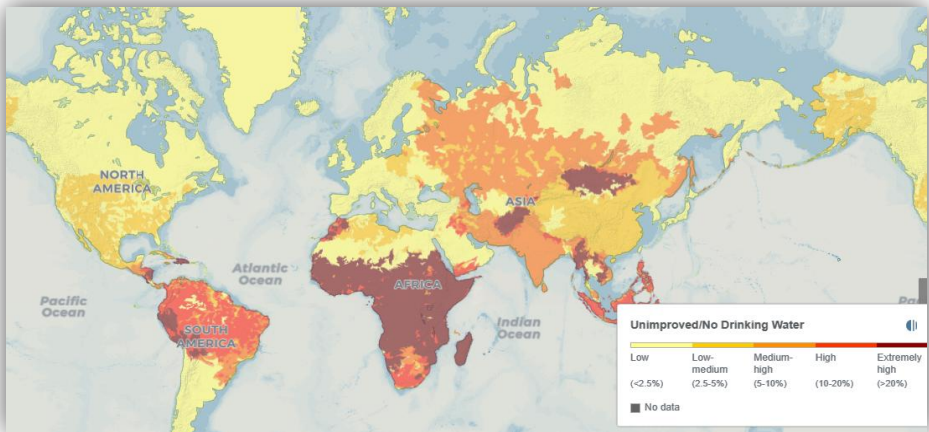 NORTH
AMERICA
ASIA
Atlantic
Ocean
AFRICA
Pacific
Ocean
SOUTH
AMERICA
Indian
Ocean
Pa
Unimproved/No Drinking Water
Low Low-medium Medium-high High Extremely high
(<2.5%) (2.5-5%) (5-10%) (10-20%) (>20%)
No data